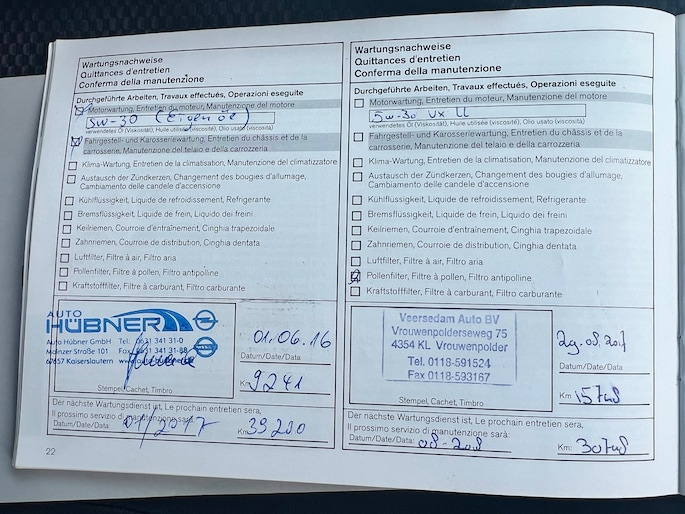 Wartungsnachweise
Quittances d'entretien
Conferma della manutenzione
Durchgeführte Arbeiten, Travaux effectués, Operazioni eseguite
Motorwartung, Entretien du moteur, Manutenzione del motore
5W-30 (Eigenöl)
verwendetes Öl (Viskosität), Huile utilisée (viscosité), Olio usato (viscosità)
Fahrgestell- und Karosseriewartung, Entretien du châssis et de la
carrosserie, Manutenzione del telaio e della carrozzeria
Klima-Wartung, Entretien de la climatisation, Manutenzione del climatizzatore
Austausch der Zündkerzen, Changement des bougies d'allumage,
Cambiamento delle candele d'accensione
Kühlflüssigkeit, Liquide de refroidissement, Refrigerante
Bremsflüssigkeit, Liquide de frein, Liquido dei freini
Keilriemen, Courroie d'entraînement, Cinghia trapezoidale
Zahnriemen, Courroie de distribution, Cinghia dentata
Luftfilter, Filtre à air, Filtro aria
Pollenfilter, Filtre à pollen, Filtro antipolline
Kraftstofffilter, Filtre à carburant, Filtro carburante
AUTO
HÜBNER
Auto Hübner GmbH Tel. 0631 341 31-0
Mainzer Straße 101 Fax 0631 341 31-88
67657 Kaiserslautern
Stempel, Cachet, Timbro
01.06.16
Datum/Date/Data
Km 9241
Der nächste Wartungsdienst ist, Le prochain entretien sera,
Il prossimo servizio di manutenzione sarà:
Datum/Date/Data: 01/2017 Km: 39200
22
Wartungsnachweise
Quittances d'entretien
Conferma della manutenzione
Durchgeführte Arbeiten, Travaux effectués, Operazioni eseguite
Motorwartung, Entretien du moteur, Manutenzione del motore
5W-30
verwendetes Öl (Viskosität), Huile utilisée (viscosité), Olio usato (viscosità)
Fahrgestell- und Karosseriewartung, Entretien du châssis et de la
carrosserie, Manutenzione del telaio e della carrozzeria
Klima-Wartung, Entretien de la climatisation, Manutenzione del climatizzatore
Austausch der Zündkerzen, Changement des bougies d'allumage,
Cambiamento delle candele d'accensione
Kühlflüssigkeit, Liquide de refroidissement, Refrigerante
Bremsflüssigkeit, Liquide de frein, Liquido dei freini
Keilriemen, Courroie d'entraînement, Cinghia trapezoidale
Zahnriemen, Courroie de distribution, Cinghia dentata
Luftfilter, Filtre à air, Filtro aria
Pollenfilter, Filtre à pollen, Filtro antipolline
Kraftstofffilter, Filtre à carburant, Filtro carburante
Veersedam Auto BV
Vrouwenpolderseweg 75
4354 KL Vrouwenpolder
Tel. 0118-591524
Fax 0118-593167
Stempel, Cachet, Timbro
Datum/Date/Data
Km 15748
Der nächste Wartungsdienst ist, Le prochain entretien sera,
Il prossimo servizio di manutenzione sarà:
Datum/Date/Data: Km: 30748